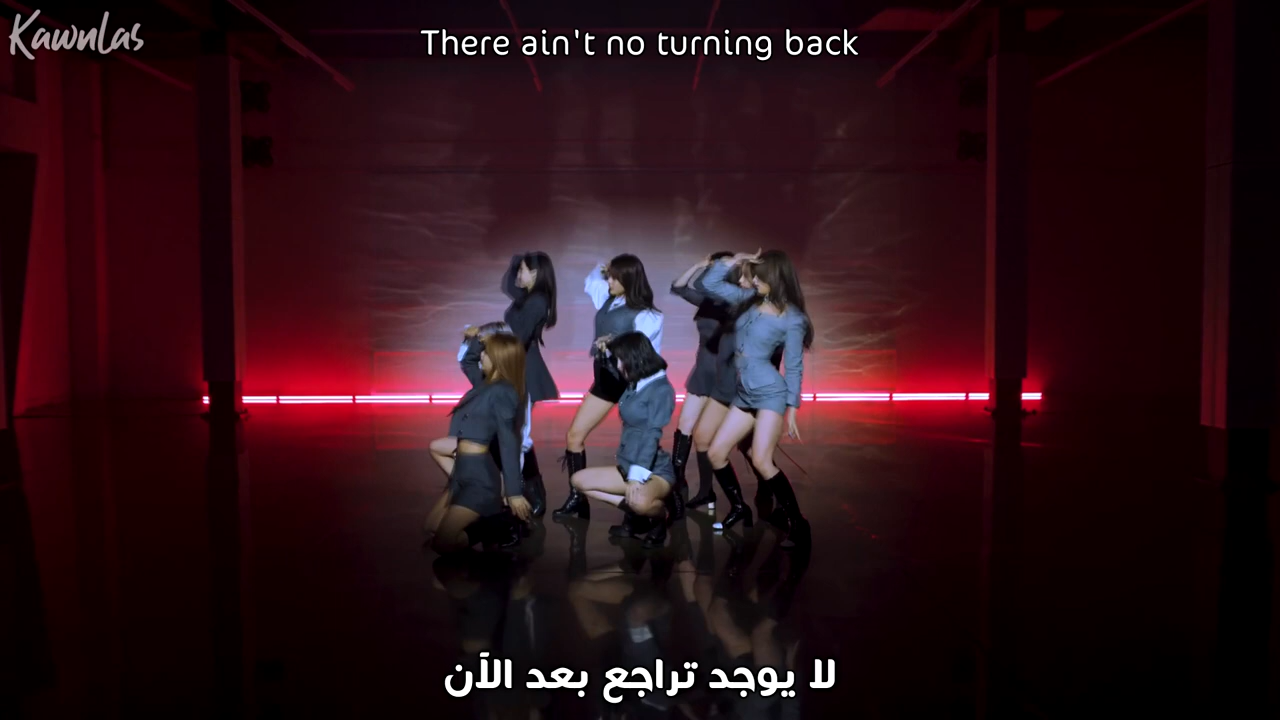 Kawnlas
There ain't no turning back
لا يوجد تراجع بعد الآن